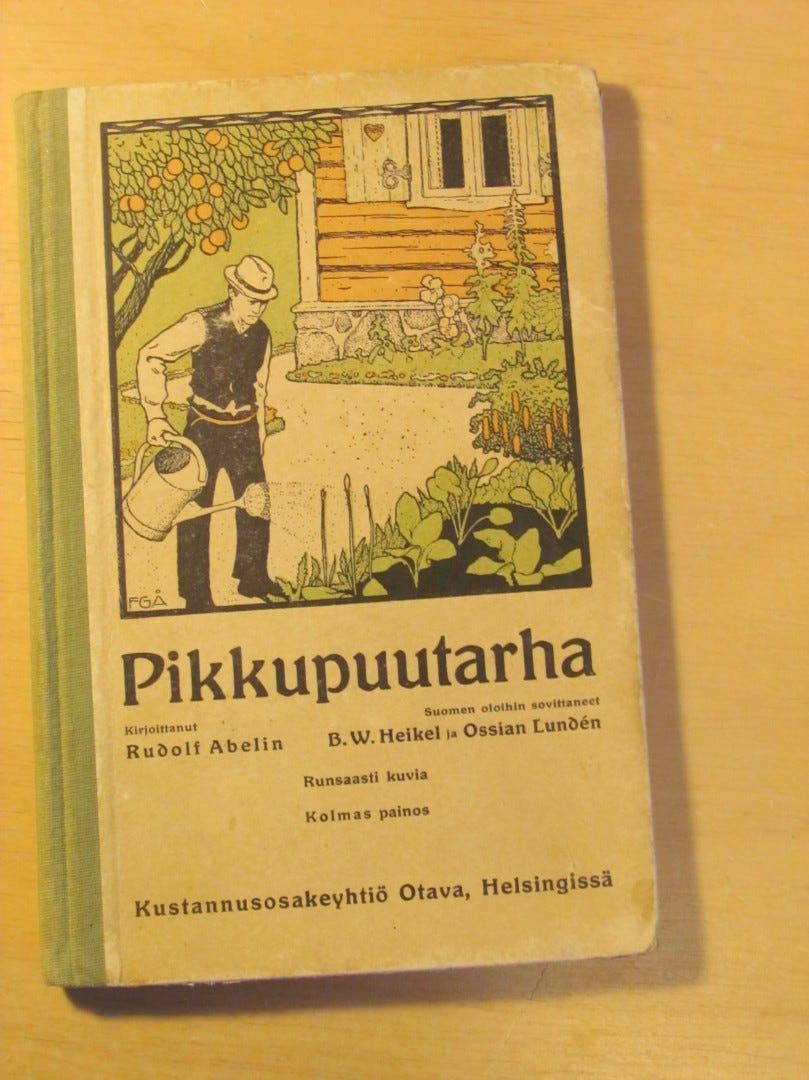 FGÅ
Pikkupuutarha
Kirjoittanut
Rudolf Abelin
Suomen oloihin sovittaneet
B. W. Heikel ja Ossian Lundén
Runsaasti kuvia
Kolmas painos
Kustannusosakeyhtiö Otava, Helsingissä